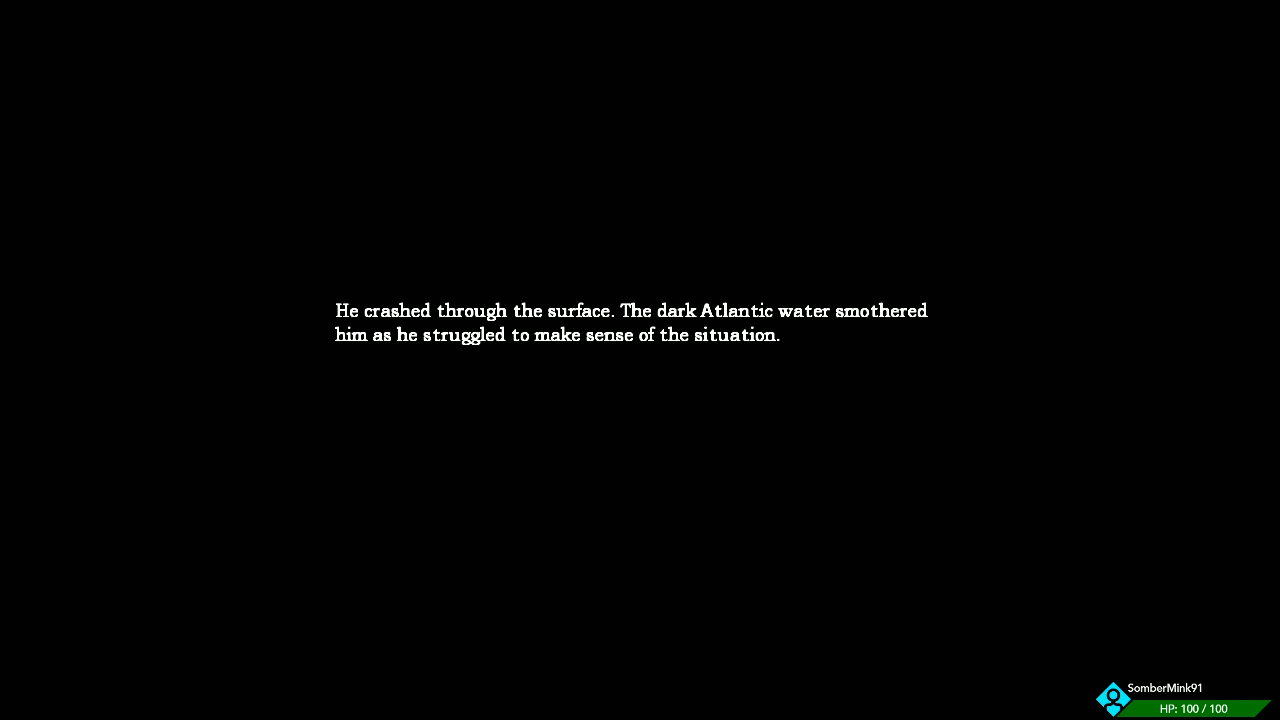 He crashed through the surface. The dark Atlantic water smothered
him as he struggled to make sense of the situation.
SomberMink91
HP: 100 / 100